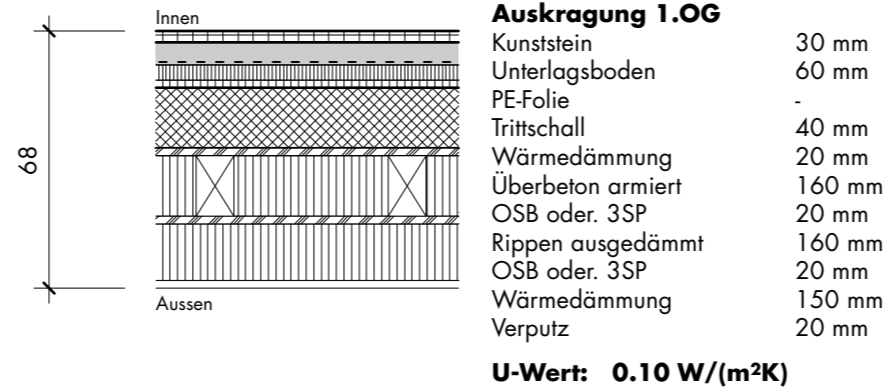 Innen
68
Aussen
Auskragung 1.OG
Kunststein 30 mm
Unterlagsboden 60 mm
PE-Folie -
Trittschall 40 mm
Wärmedämmung 20 mm
Überbeton armiert 160 mm
OSB oder. 3SP 20 mm
Rippen ausgedämmt 160 mm
OSB oder. 3SP 20 mm
Wärmedämmung 150 mm
Verputz 20 mm
U-Wert: 0.10 W/(m²K)